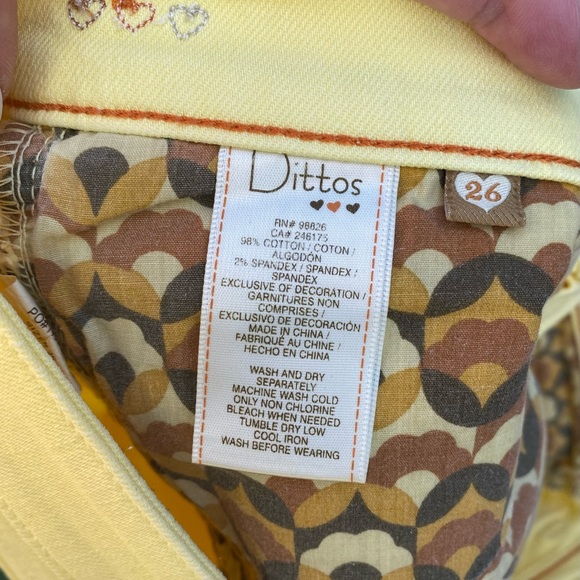 Dittos
26
RN# 98826
CA# 246175
98% COTTON / COTON /
ALGODÓN
2% SPANDEX / SPANDEX /
SPANDEX
EXCLUSIVE OF DECORATION /
GARNITURES NON
COMPRISES /
EXCLUSIVO DE DECORACIÓN
MADE IN CHINA /
FABRIQUÉ AU CHINE /
HECHO EN CHINA
WASH AND DRY
SEPARATELY
MACHINE WASH COLD
ONLY NON CHLORINE
BLEACH WHEN NEEDED
TUMBLE DRY LOW
COOL IRON
WASH BEFORE WEARING